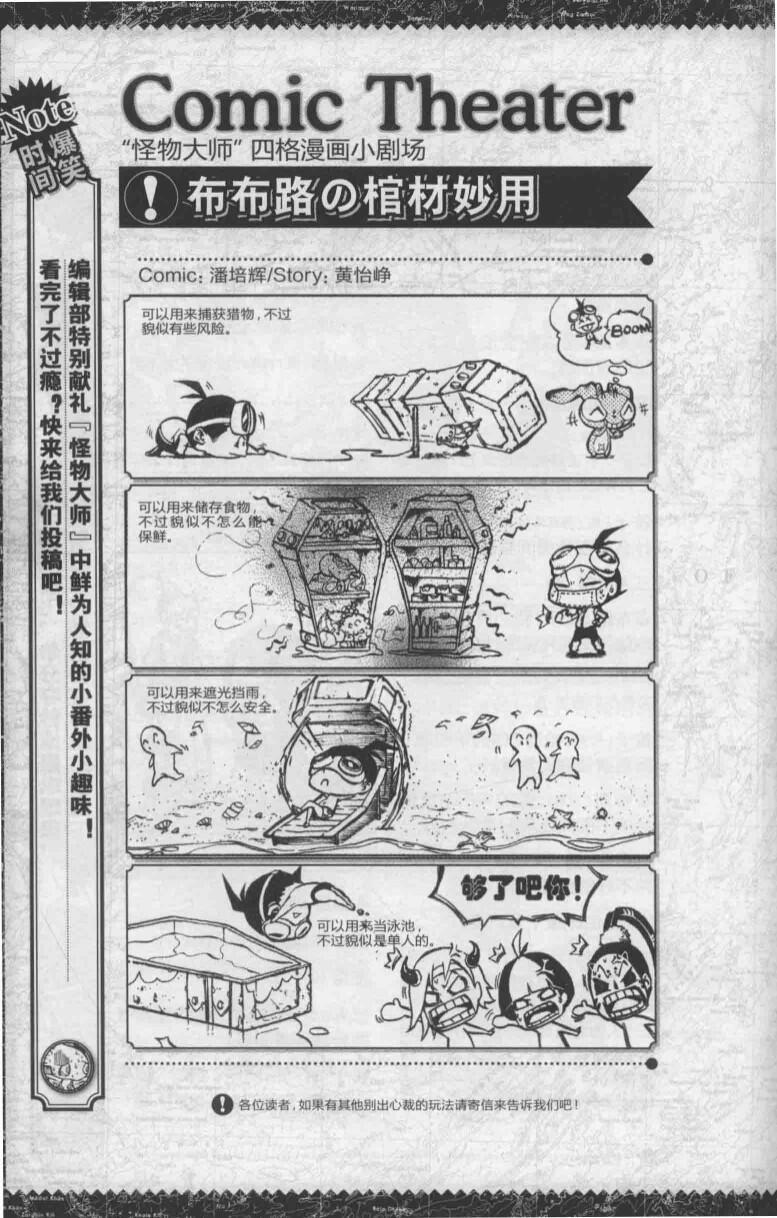 Comic Theater
“怪物大师”四格漫画小剧场
! 布布路の棺材妙用
Comic: 潘培辉/Story: 黄怡峥
Note
爆笑
时间
编辑部特别献礀『怪物大师』中鲜为人知的小番外小趣味！
看完了不过瘾？快来给我们投稿吧！
可以用来捕获猎物，不过
貌似有些风险。
BOOM
可以用来储存食物，
不过貌似不怎么能
保鲜。
可以用来遮光挡雨，
不过貌似不怎么安全。
够了吧你！
可以用来当泳池，
不过貌似是单人的。
! 各位读者，如果有其他别出心裁的玩法请寄信来告诉我们吧！